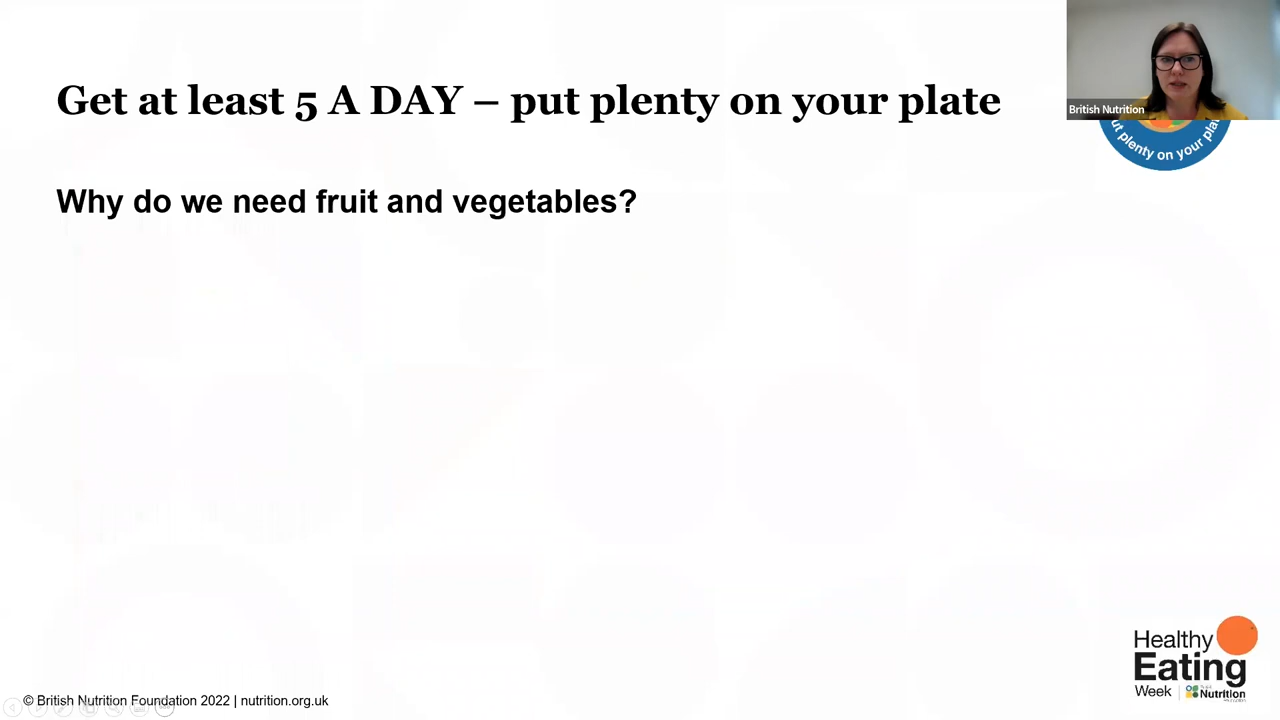 Get at least 5 A DAY – put plenty on your plate
British Nutrition
put plenty on your
Why do we need fruit and vegetables?
Healthy
Eating
Week
Nutrition
© British Nutrition Foundation 2022 | nutrition.org.uk